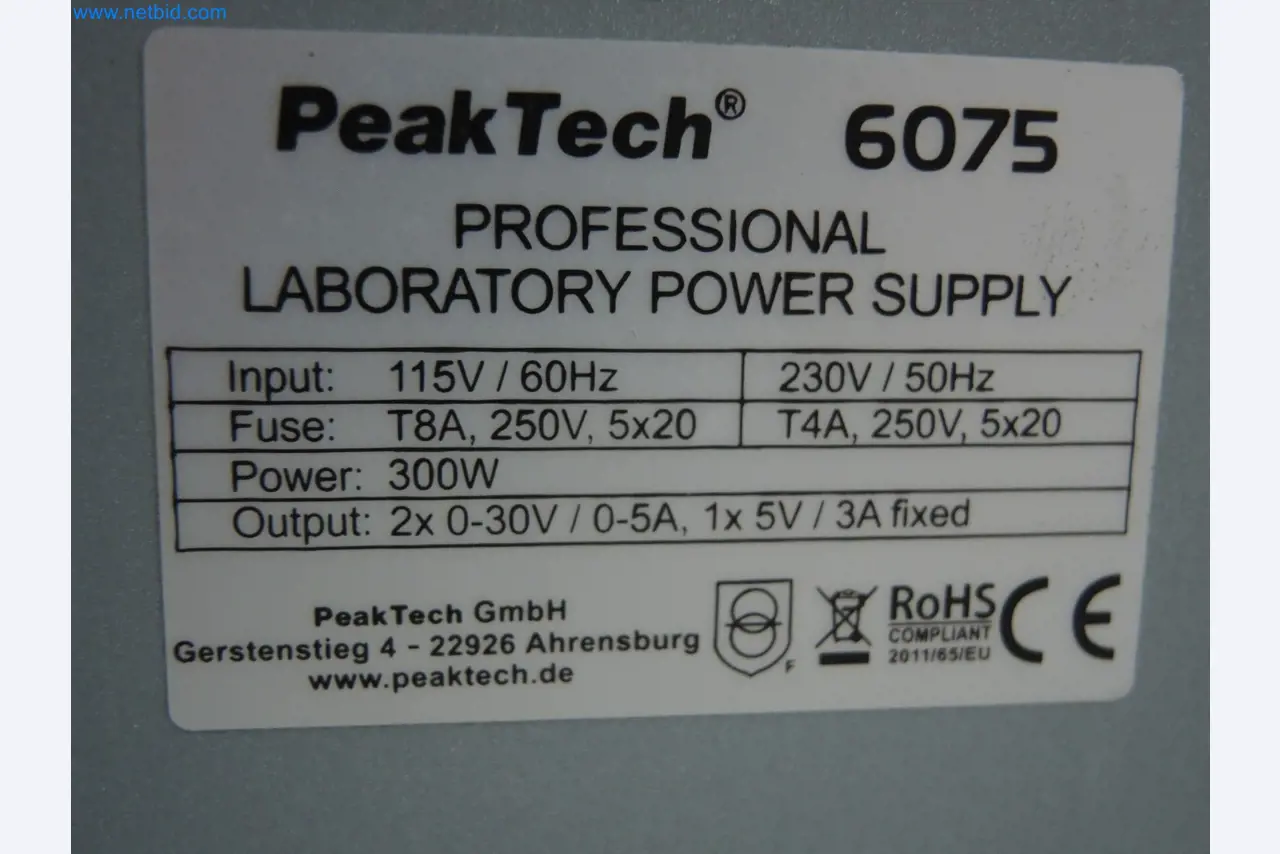 www.netbid.com
PeakTech® 6075
PROFESSIONAL
LABORATORY POWER SUPPLY
Input: 115V / 60Hz 230V / 50Hz
Fuse: T8A, 250V, 5x20 T4A, 250V, 5x20
Power: 300W
Output: 2x 0-30V / 0-5A, 1x 5V / 3A fixed
PeakTech GmbH
Gerstenstieg 4 - 22926 Ahrensburg
www.peaktech.de
F
RoHS
COMPLIANT
2011/65/EU
CE